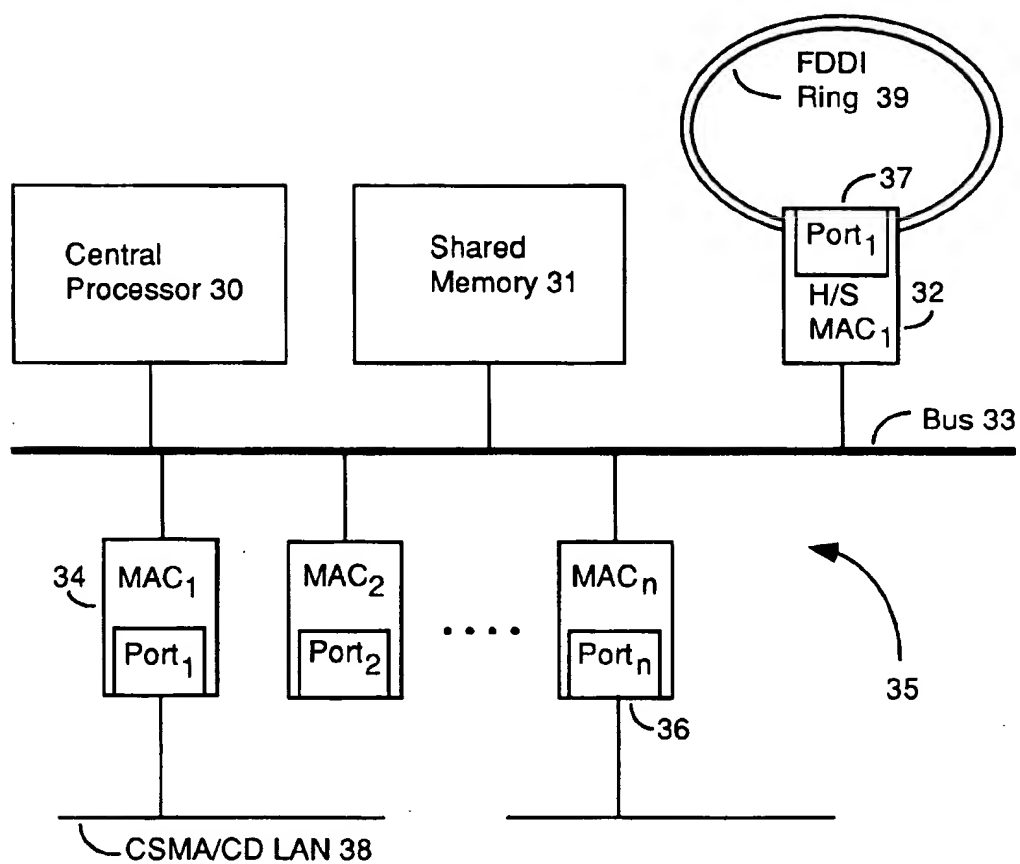 FDDI
Ring 39
37
Port₁
H/S
MAC₁
32
Central
Processor 30
Shared
Memory 31
Bus 33
34
MAC₁
Port₁
MAC₂
Port₂
....
MACₙ
Portₙ
36
35
CSMA/CD LAN 38